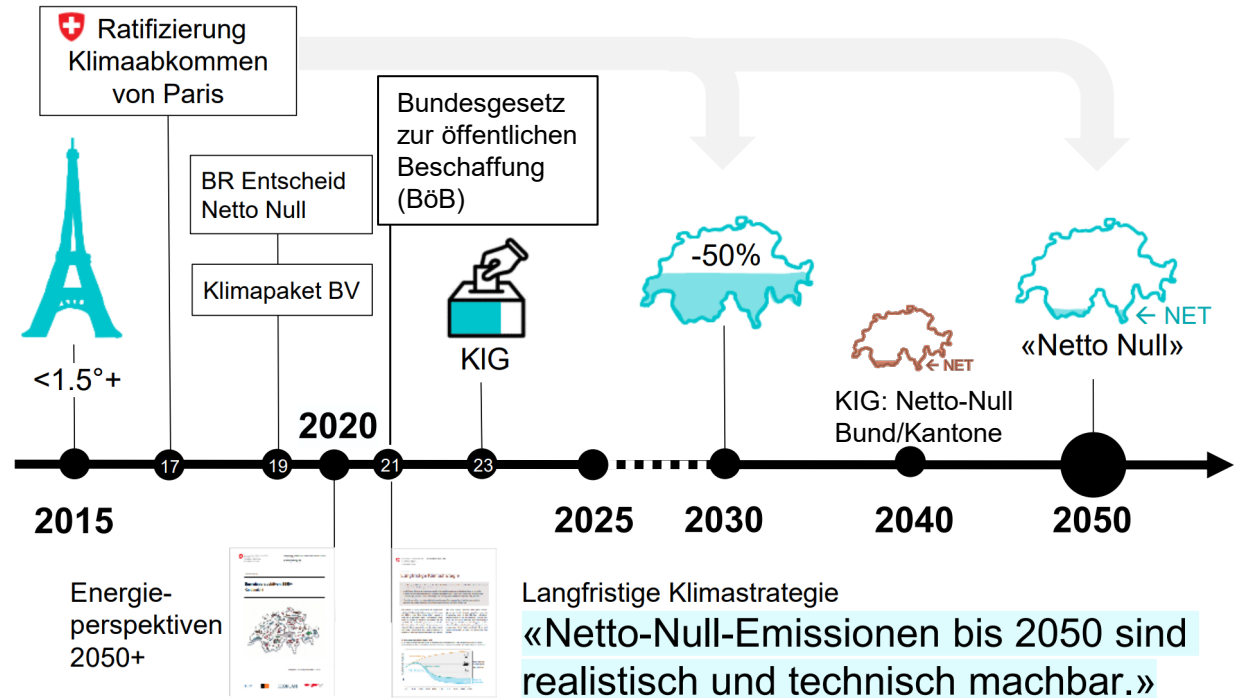 Ratifizierung
Klimaabkommen
von Paris
Bundesgesetz
zur öffentlichen
Beschaffung
(BöB)
BR Entscheid
Netto Null
Klimapaket BV
-50%
← NET
«Netto Null»
KIG
<1.5°+
← NET
KIG: Netto-Null
Bund/Kantone
2020
17
19
21
23
2015
2025
2030
2040
2050
Energie-
perspektiven
2050+
Langfristige Klimastrategie
«Netto-Null-Emissionen bis 2050 sind
realistisch und technisch machbar.»